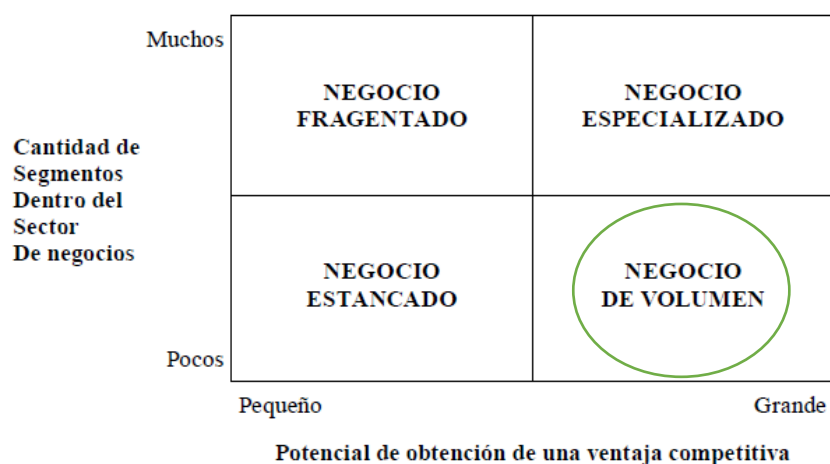 Muchos
NEGOCIO
FRAGENTADO
NEGOCIO
ESPECIALIZADO
Cantidad de
Segmentos
Dentro del
Sector
De negocios
NEGOCIO
ESTANCADO
NEGOCIO
DE VOLUMEN
Pocos
Pequeño
Grande
Potencial de obtención de una ventaja competitiva